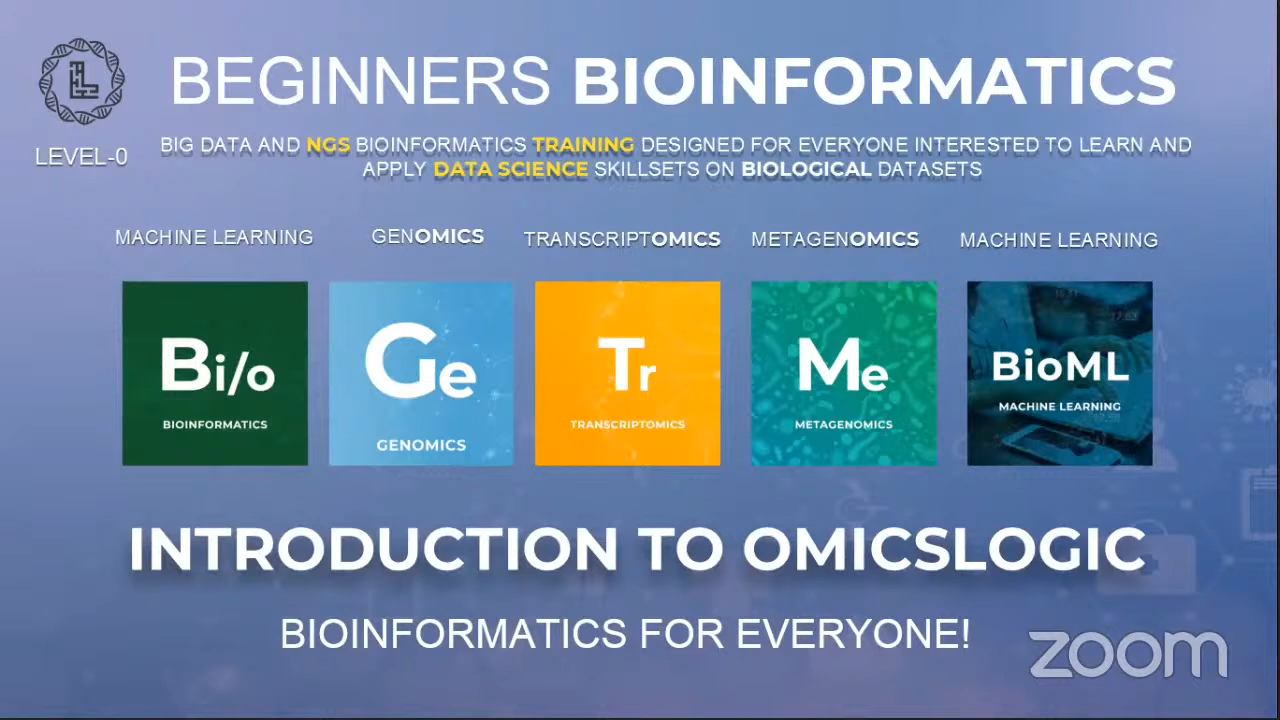 BEGINNERS BIOINFORMATICS
LEVEL-0
BIG DATA AND NGS BIOINFORMATICS TRAINING DESIGNED FOR EVERYONE INTERESTED TO LEARN AND
APPLY DATA SCIENCE SKILLSETS ON BIOLOGICAL DATASETS
MACHINE LEARNING
GENOMICS
TRANSCRIPTOMICS
METAGENOMICS
MACHINE LEARNING
Bi/o
BIOINFORMATICS
Ge
GENOMICS
Tr
TRANSCRIPTOMICS
Me
METAGENOMICS
BioML
MACHINE LEARNING
INTRODUCTION TO OMICSLOGIC
BIOINFORMATICS FOR EVERYONE!
zoom